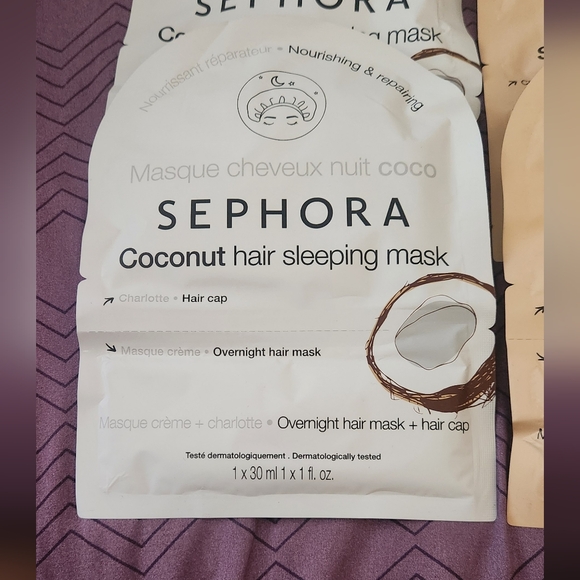 SEPHORA
mask
Nourrissant réparateur • Nourishing & repairing
Masque cheveux nuit coco
SEPHORA
Coconut hair sleeping mask
Charlotte • Hair cap
Masque crème • Overnight hair mask
Masque crème + charlotte • Overnight hair mask + hair cap
Testé dermatologiquement . Dermatologically tested
1 x 30 ml 1 x 1 fl. oz.